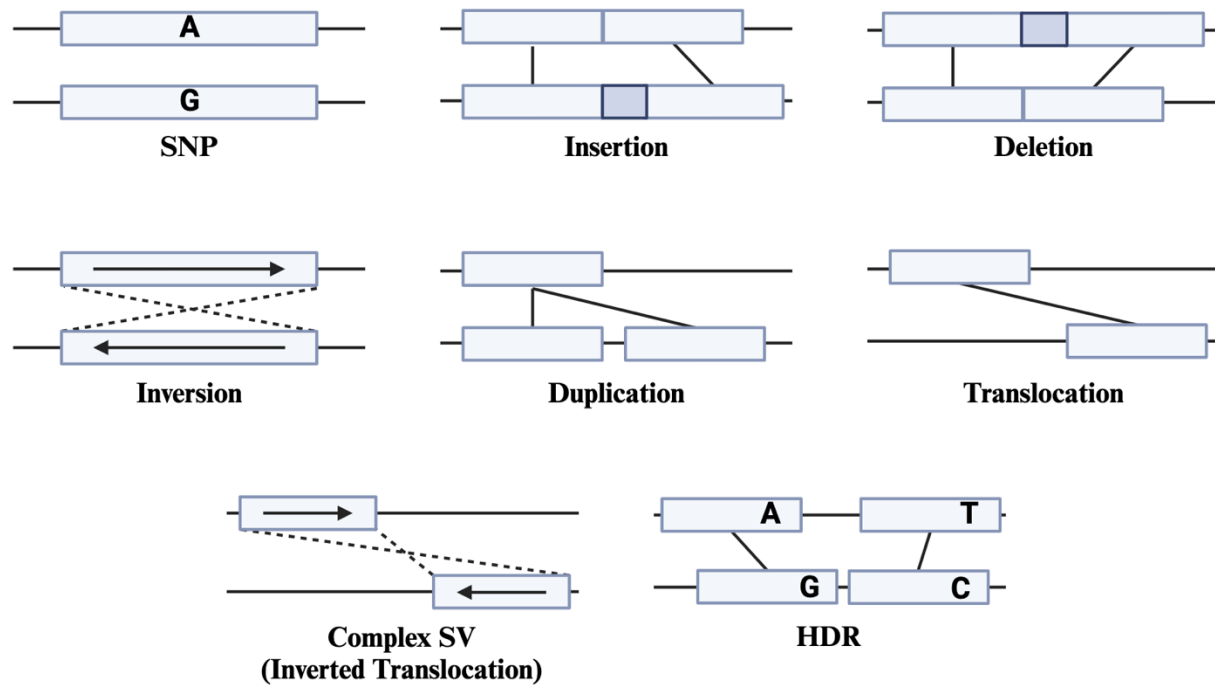 A
G
SNP
Insertion
Deletion
Inversion
Duplication
Translocation
Complex SV
(Inverted Translocation)
A
T
G
C
HDR